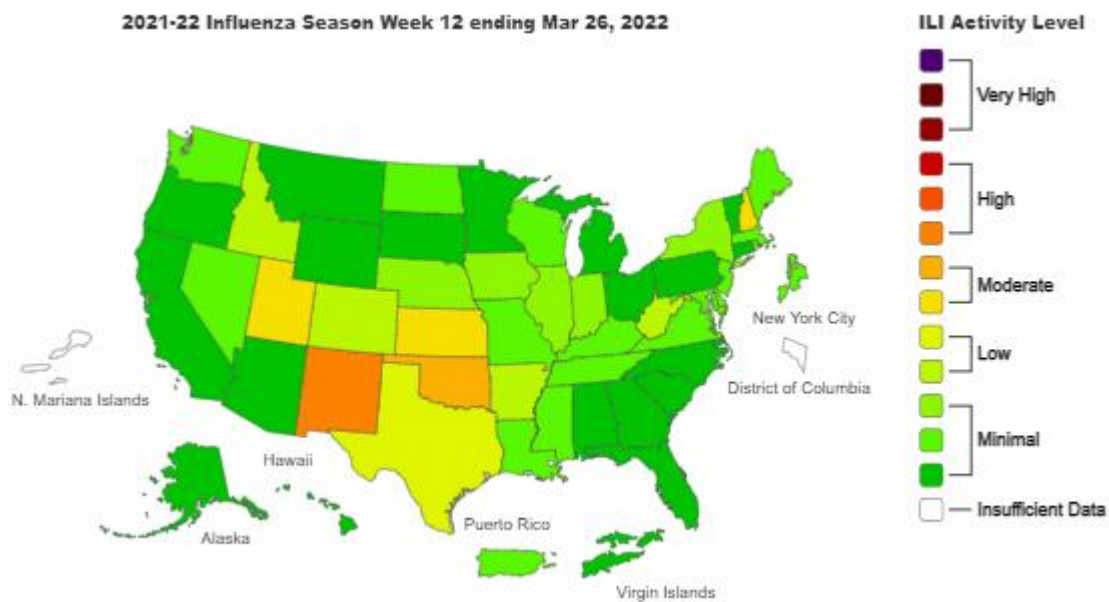 2021-22 Influenza Season Week 12 ending Mar 26, 2022
ILI Activity Level
Very High
High
Moderate
Low
Minimal
Insufficient Data
New York City
District of Columbia
N. Mariana Islands
Hawaii
Alaska
Puerto Rico
Virgin Islands